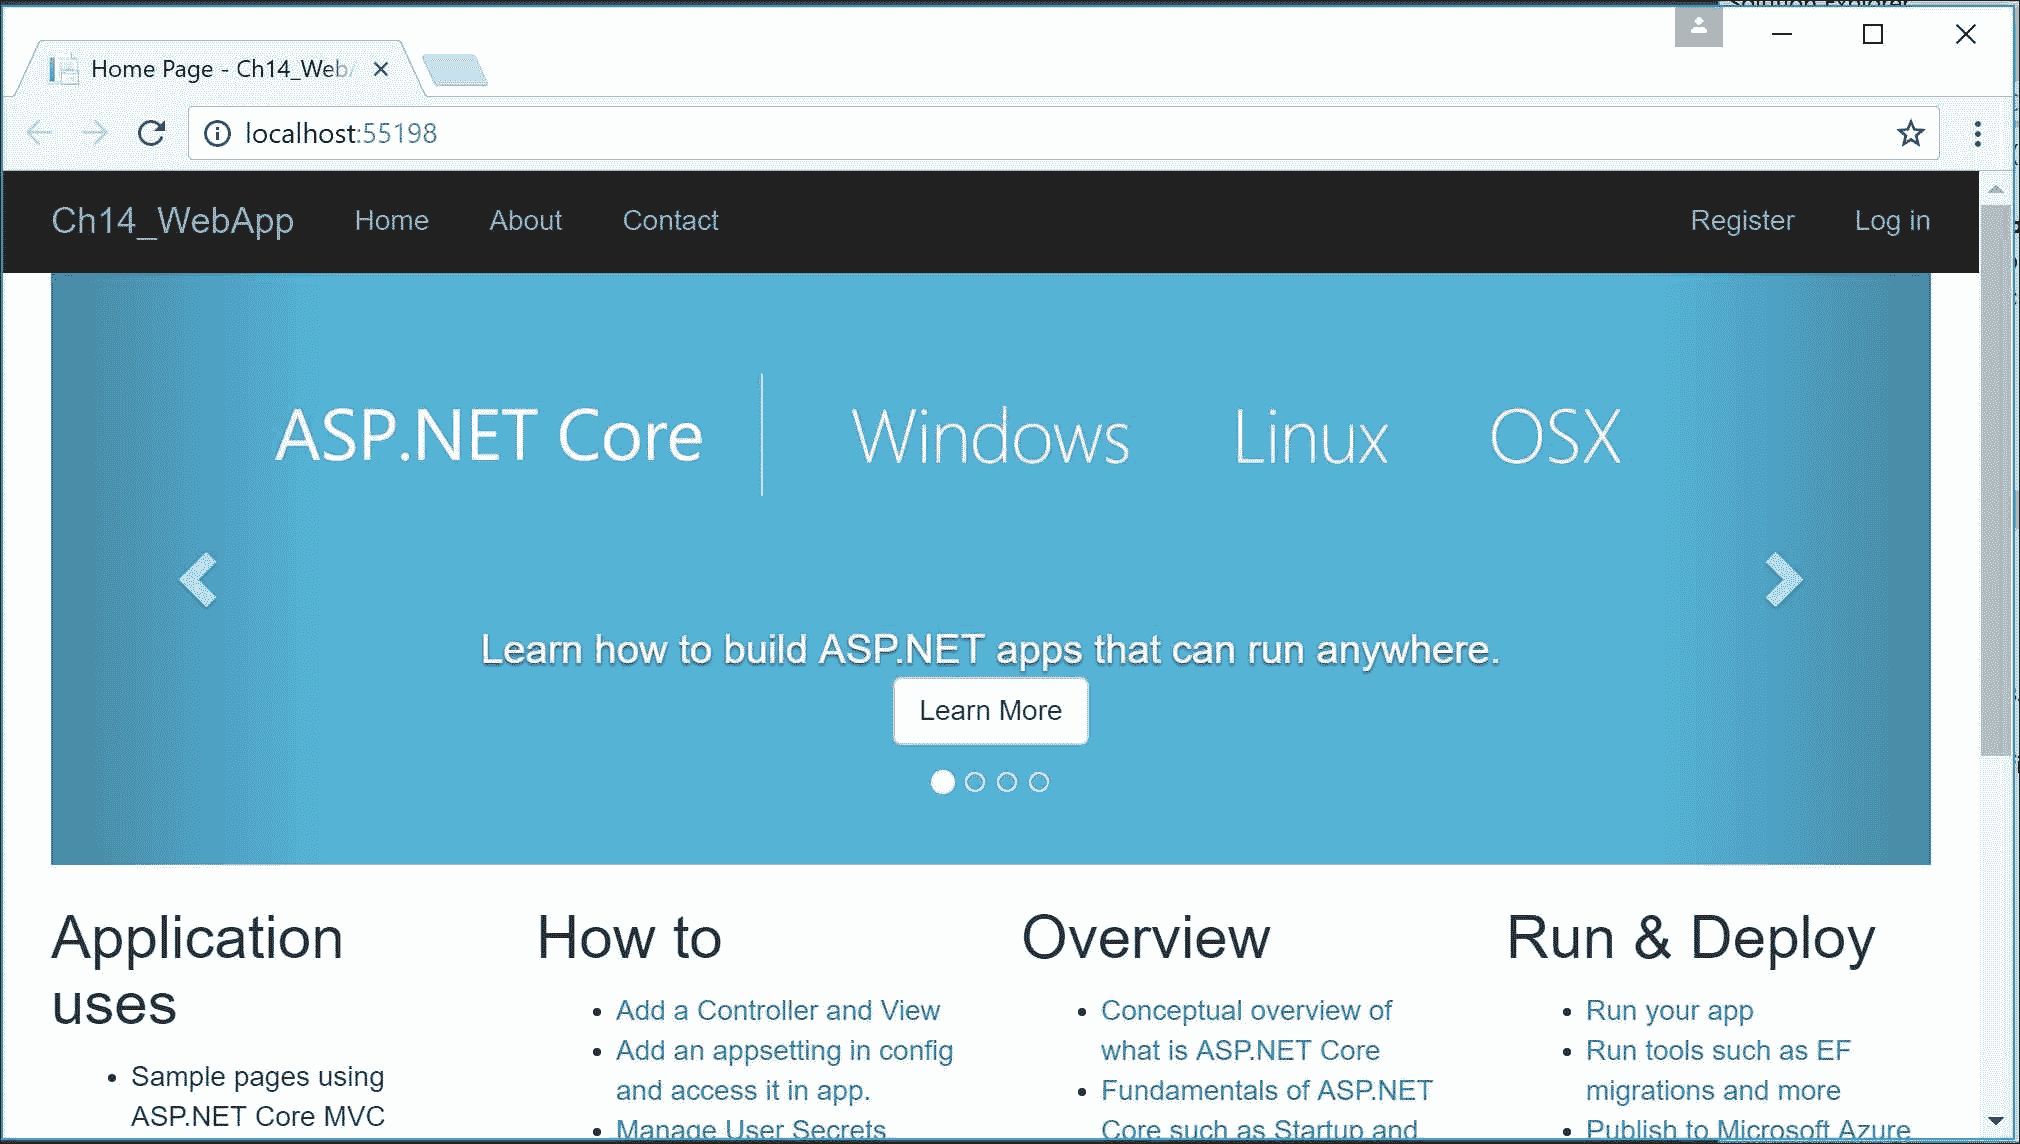 Solution Explorer
Home Page - Ch14_Web
localhost:55198
Ch14_WebApp Home About Contact Register Log in
ASP.NET Core Windows Linux OSX
Learn how to build ASP.NET apps that can run anywhere.
Learn More
Application
uses
Sample pages using
ASP.NET Core MVC
How to
Add a Controller and View
Add an appsetting in config
and access it in app.
Manage User Secrets
Overview
Conceptual overview of
what is ASP.NET Core
Fundamentals of ASP.NET
Core such as Startup and
Run & Deploy
Run your app
Run tools such as EF
migrations and more
Publish to Microsoft Azure